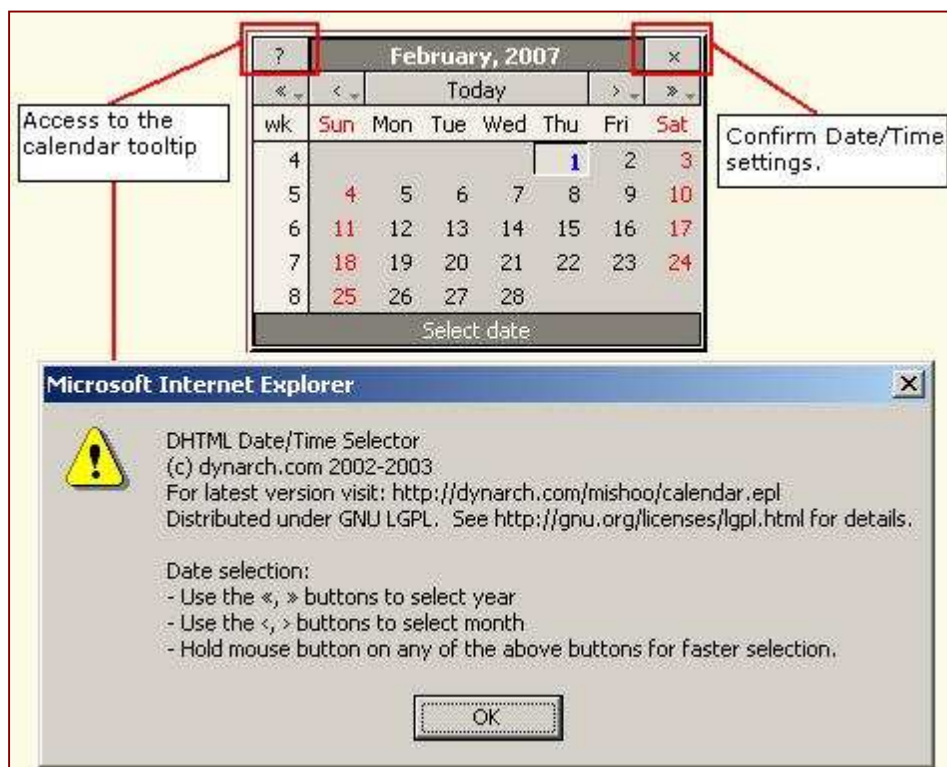 ? February, 2007 ×
« < Today > »
wk Sun Mon Tue Wed Thu Fri Sat
4 1 2 3
5 4 5 6 7 8 9 10
6 11 12 13 14 15 16 17
7 18 19 20 21 22 23 24
8 25 26 27 28
Select date
Access to the
calendar tooltip
Confirm Date/Time
settings.
Microsoft Internet Explorer
DHTML Date/Time Selector
(c) dynarch.com 2002-2003
For latest version visit: http://dynarch.com/mishoo/calendar.epl
Distributed under GNU LGPL. See http://gnu.org/licenses/lgpl.html for details.
Date selection:
- Use the «, » buttons to select year
- Use the ‹, › buttons to select month
- Hold mouse button on any of the above buttons for faster selection.
OK